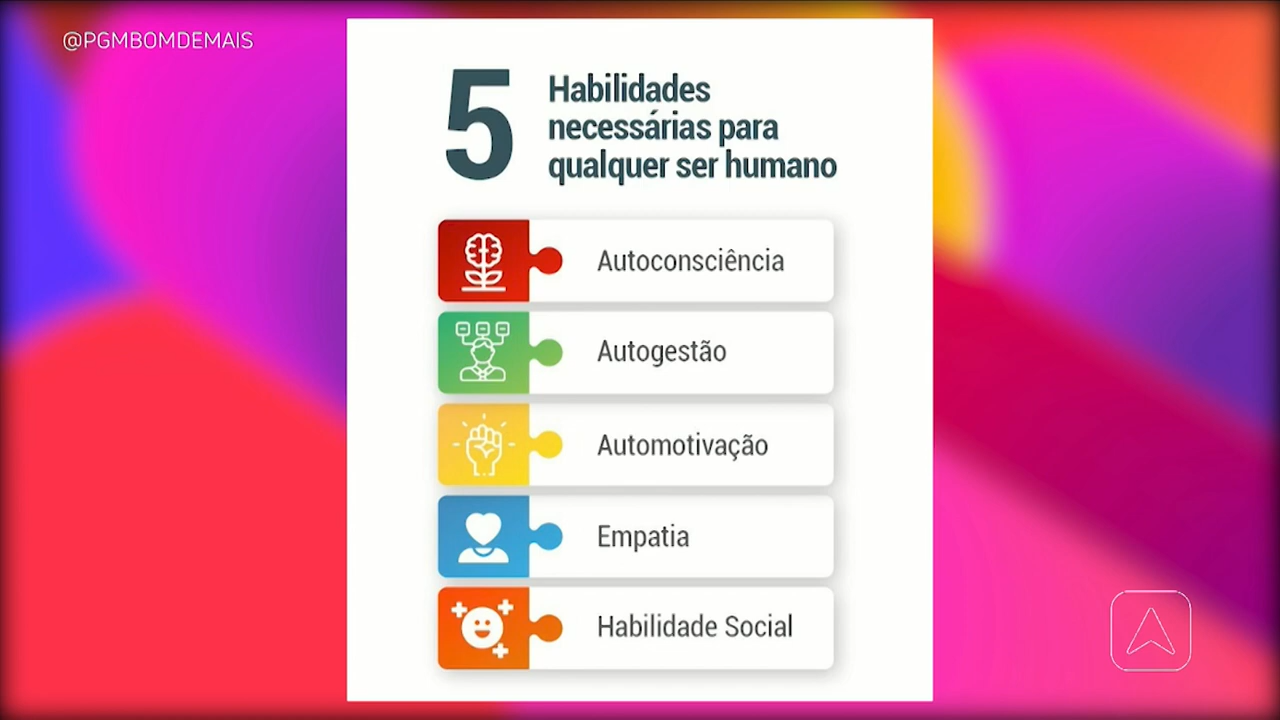 @PGMBOMDEMAIS
5
Habilidades
necessárias para
qualquer ser humano
Autoconsciência
Autogestão
Automotivação
Empatia
Habilidade Social